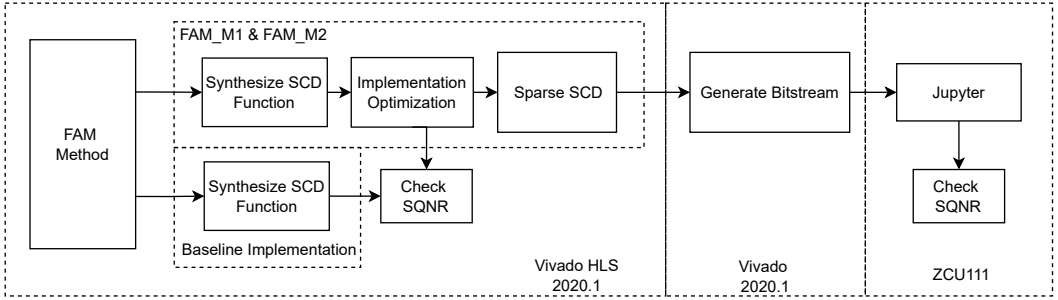 FAM_M1 & FAM_M2
FAM
Method
Synthesize SCD
Function
Implementation
Optimization
Sparse SCD
Generate Bitstream
Jupyter
Synthesize SCD
Function
Check
SQNR
Check
SQNR
Baseline Implementation
Vivado HLS
2020.1
Vivado
2020.1
ZCU111